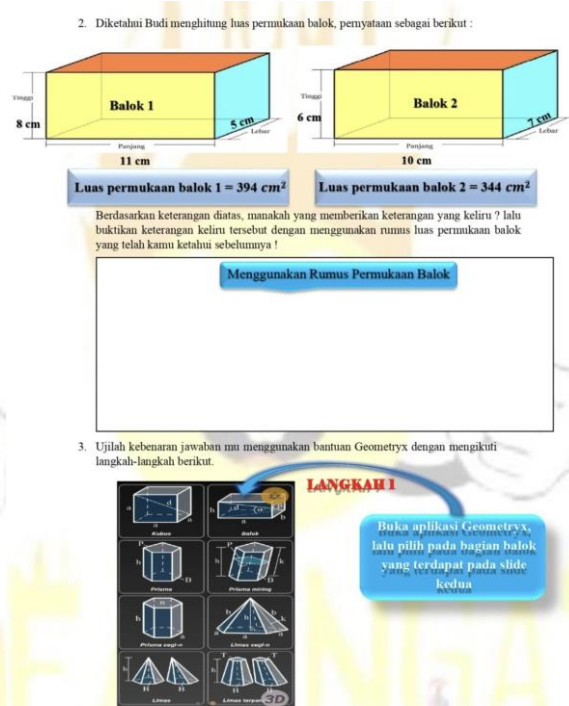 2. Diketahui Budi menghitung luas permukaan balok, pernyataan sebagai berikut :
Tinggi
8 cm
Balok 1
5 cm
Lebar
Panjang
11 cm
Tinggi
6 cm
Balok 2
7 cm
Lebar
Panjang
10 cm
Luas permukaan balok 1 = 394 cm²
Luas permukaan balok 2 = 344 cm²
Berdasarkan keterangan diatas, manakah yang memberikan keterangan yang keliru ? lalu
buktikan keterangan keliru tersebut dengan menggunakan rumus luas permukaan balok
yang telah kamu ketahui sebelumnya !
Menggunakan Rumus Permukaan Balok
3. Ujilah kebenaran jawaban mu menggunakan bantuan Geometryx dengan mengikuti
langkah-langkah berikut.
LANGKAH 1
Buka aplikasi Geometryx,
lalu pilih pada bagian balok
yang terdapat pada slide
kedua
Kubus
Balok
Prisma
Prisma miring
Prisma segi-n
Limas segi-n
Limas
Limas terpan
3D